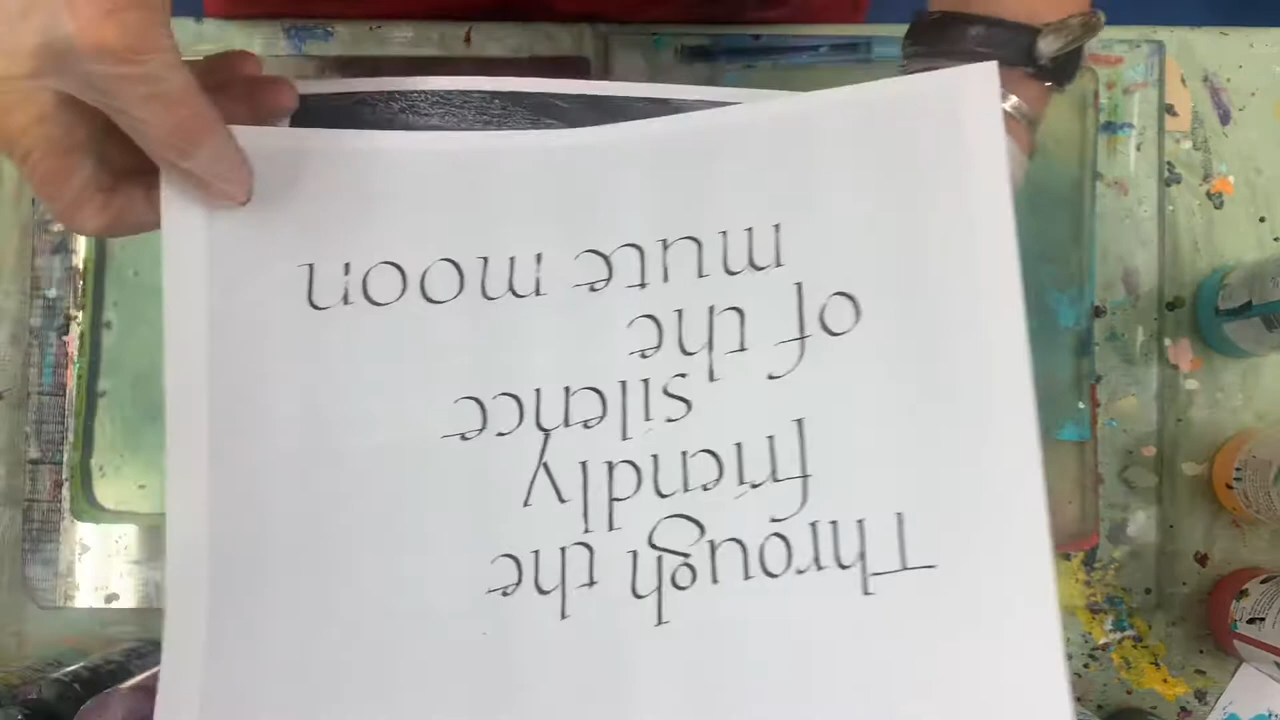 Through the
friendly
silence
of the
mute moon